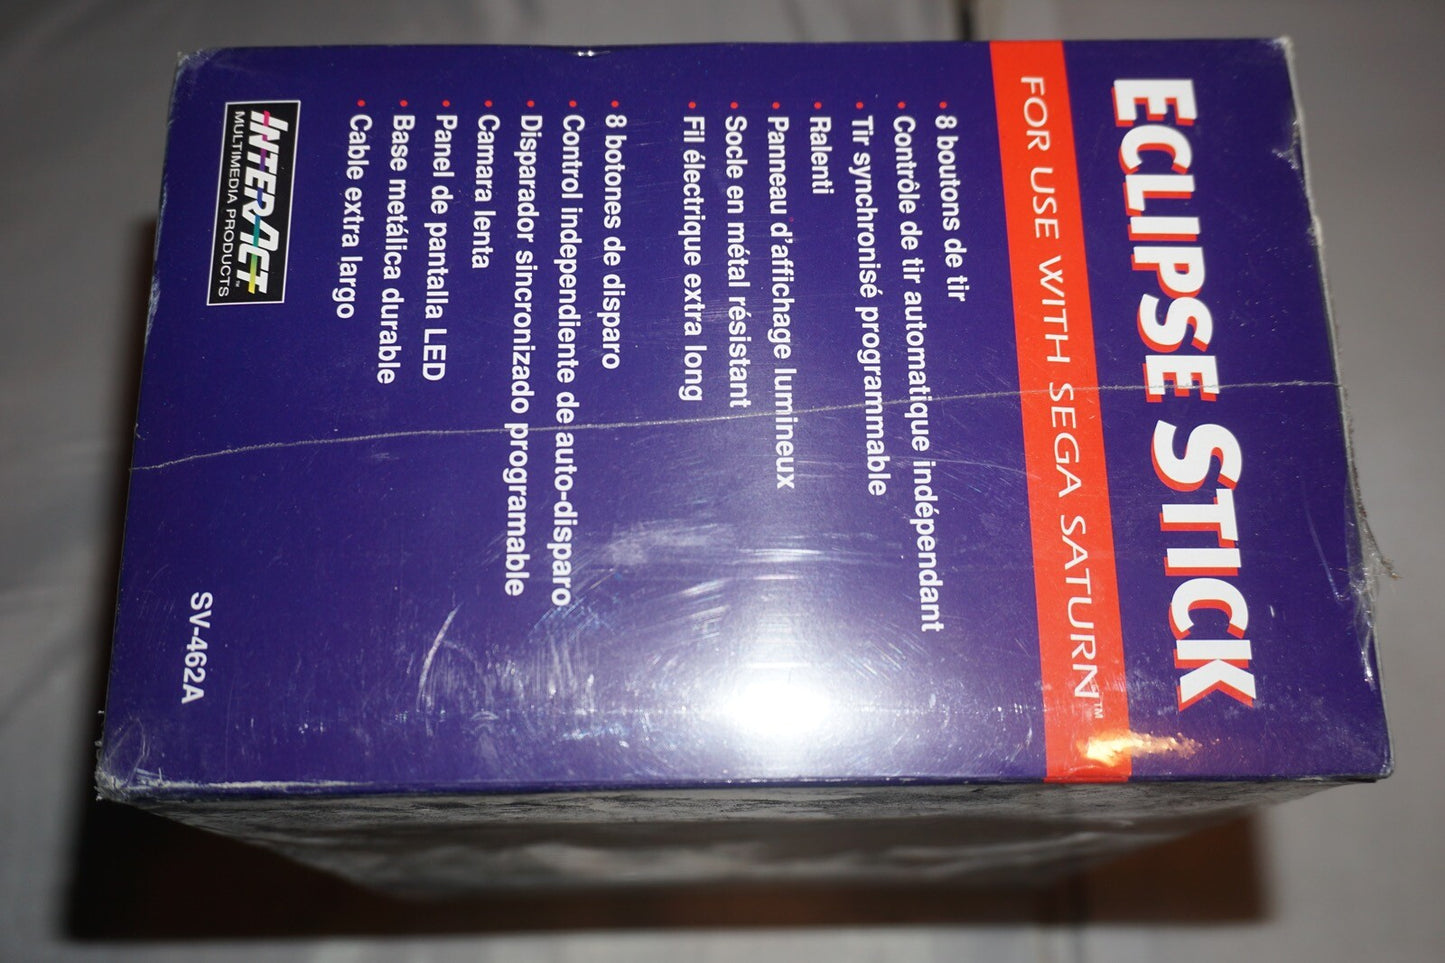 ECLIPSE STICK
FOR USE WITH SEGA SATURN™
• 8 boutons de tir
• Contrôle de tir automatique indépendant
• Tir synchronisé programmable
• Ralenti
• Panneau d'affichage lumineux
• Socle en métal résistant
• Fil électrique extra long
• 8 botones de disparo
• Control independiente de auto-disparo
• Disparador sincronizado programable
• Camara lenta
• Panel de pantalla LED
• Base metálica durable
• Cable extra largo
INTERACT™
MULTIMEDIA PRODUCTS
SV-462A